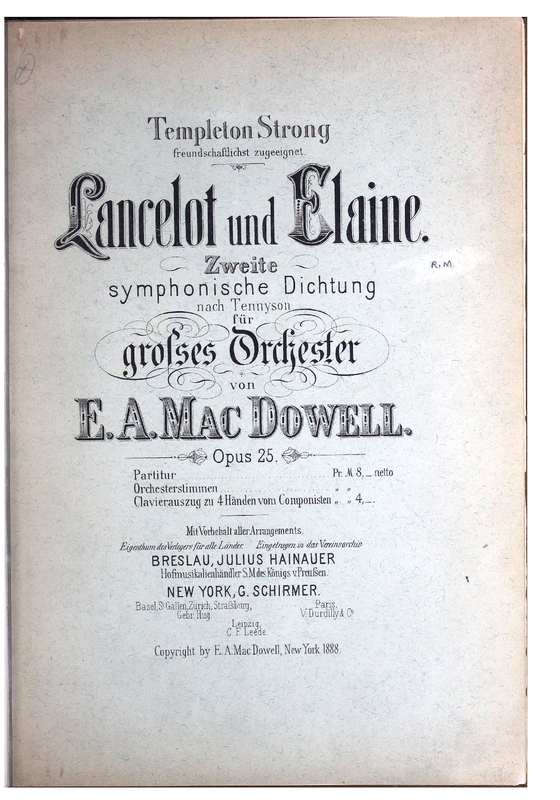 Templeton Strong
freundschaftlichst zugeeignet.
Lancelot und Elaine.
Zweite
R. M.
symphonische Dichtung
nach Tennyson
für
großes Orchester
von
E. A. MAC DOWELL.
Opus 25.
Partitur . . . . . . . . . . Pr. M 8,_ netto
Orchesterstimmen . . . . . . . . . . „ „
Clavierauszug zu 4 Händen vom Componisten „ „ 4,_.
Mit Vorbehalt aller Arrangements.
Eigenthum des Verlegers für alle Länder. Eingetragen in das Vereinsarchiv
BRESLAU, JULIUS HAINAUER
Hofmusikalienhändler S.M. des Königs v. Preußen.
NEW YORK, G. SCHIRMER.
Basel, St Gallen, Zürich, Straßburg,
Gebr. Hug.
Paris,
V. Durdilly & Co
Leipzig,
C. F. Leede.
Copyright by E. A. Mac Dowell, New York 1888.